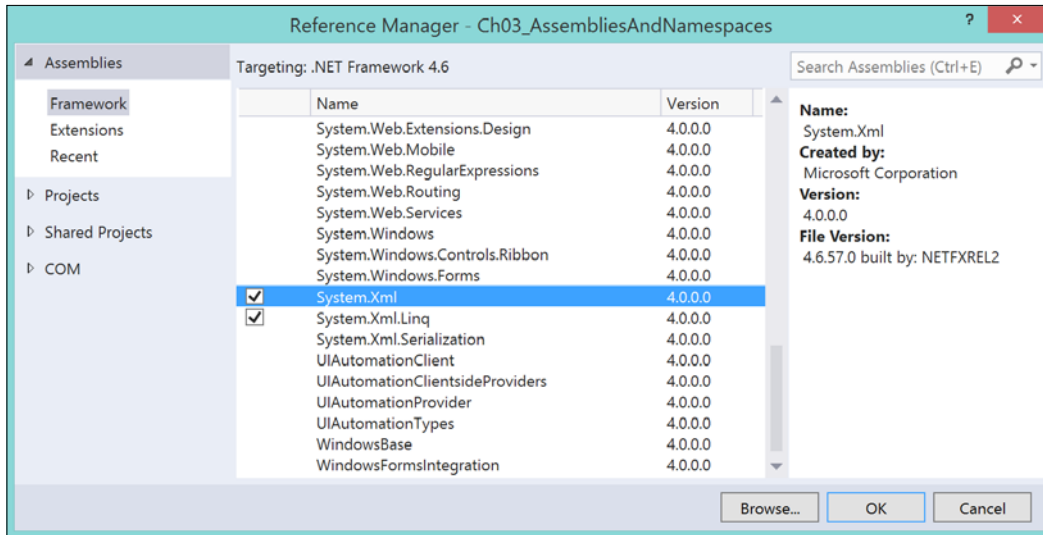 Reference Manager - Ch03_AssembliesAndNamespaces
?
×
Assemblies
Framework
Extensions
Recent
Projects
Shared Projects
COM
Targeting: .NET Framework 4.6
Name Version
System.Web.Extensions.Design 4.0.0.0
System.Web.Mobile 4.0.0.0
System.Web.RegularExpressions 4.0.0.0
System.Web.Routing 4.0.0.0
System.Web.Services 4.0.0.0
System.Windows 4.0.0.0
System.Windows.Controls.Ribbon 4.0.0.0
System.Windows.Forms 4.0.0.0
System.Xml 4.0.0.0
System.Xml.Linq 4.0.0.0
System.Xml.Serialization 4.0.0.0
UIAutomationClient 4.0.0.0
UIAutomationClientsideProviders 4.0.0.0
UIAutomationProvider 4.0.0.0
UIAutomationTypes 4.0.0.0
WindowsBase 4.0.0.0
WindowsFormsIntegration 4.0.0.0
Search Assemblies (Ctrl+E)
Name:
System.Xml
Created by:
Microsoft Corporation
Version:
4.0.0.0
File Version:
4.6.57.0 built by: NETFXREL2
Browse... OK Cancel